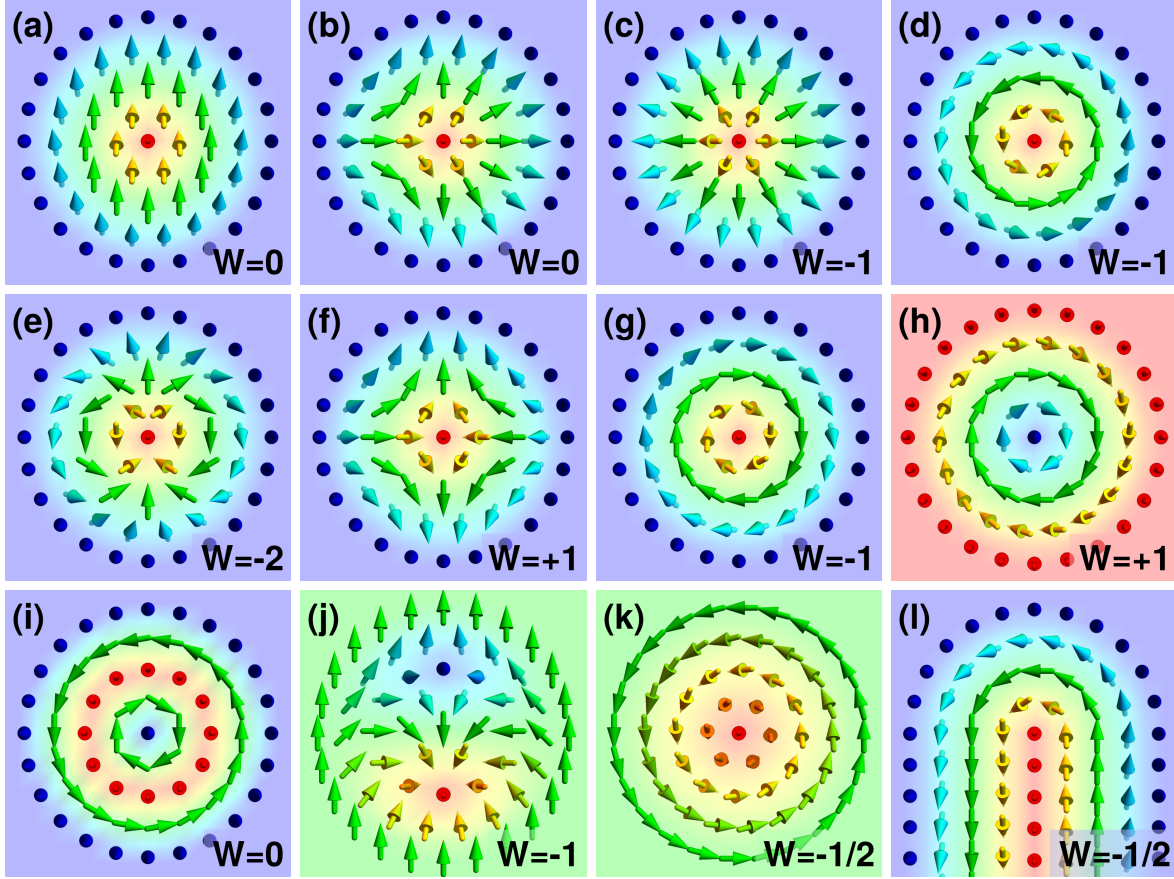 (a)
W=0
(b)
W=0
(c)
W=-1
(d)
W=-1
(e)
W=-2
(f)
W=+1
(g)
W=-1
(h)
W=+1
(i)
W=0
(j)
W=-1
(k)
W=-1/2
(l)
W=-1/2